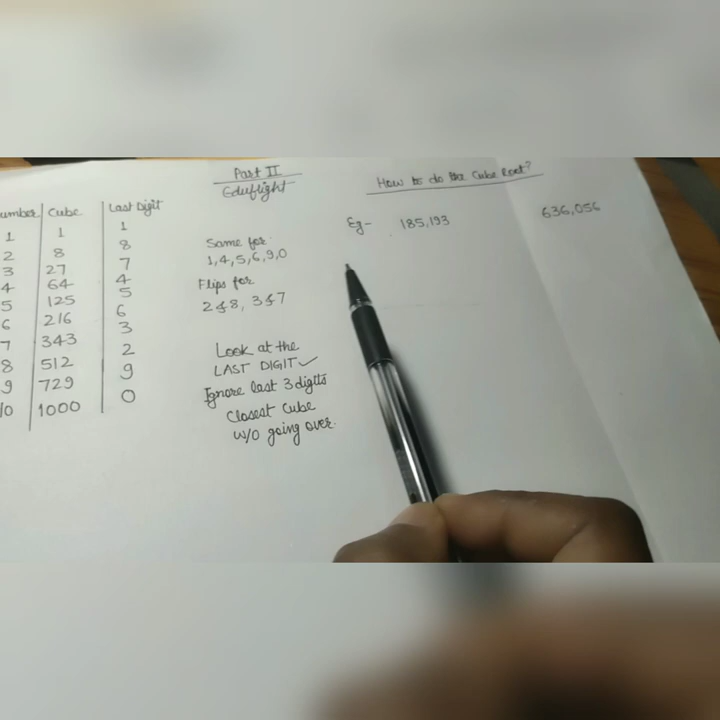 Part II
Eduflight
How to do the Cube Root?
umber Cube Last Digit
1 1 1
2 8 8
3 27 7
4 64 4
5 125 5
6 216 6
7 343 3
8 512 2
9 729 9
10 1000 0
Same for
1,4,5,6,9,0
Flips for
2&8, 3&7
Look at the
LAST DIGIT ✓
Ignore last 3 digits
Closest Cube
w/o going over.
Eg- 185,193 636,056